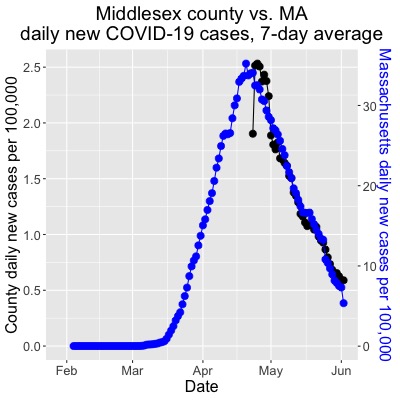 Middlesex county vs. MA
daily new COVID-19 cases, 7-day average
County daily new cases per 100,000
2.5
2.0
1.5
1.0
0.5
0.0
Massachusetts daily new cases per 100,000
30
20
10
0
Feb Mar Apr May Jun
Date